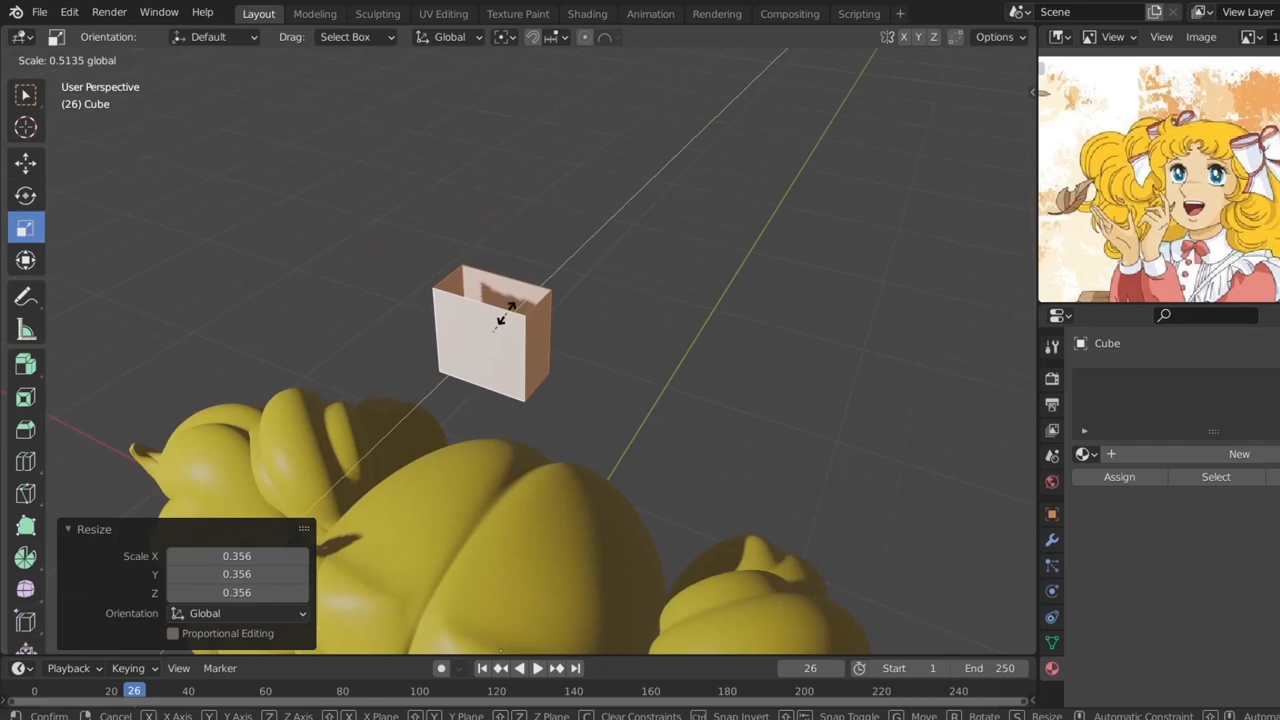 File Edit Render Window Help Layout Modeling Sculpting UV Editing Texture Paint Shading Animation Rendering Compositing Scripting + Scene View Layer
Orientation: Default Drag: Select Box Global X Y Z Options View View Image
Scale: 0.5135 global
User Perspective
(26) Cube
Cube
New
Assign Select
Resize
Scale X 0.356
Y 0.356
Z 0.356
Orientation Global
Proportional Editing
Playback Keying View Marker 26 Start 1 End 250
0 20 26 40 60 80 100 120 140 160 180 200 220 240
Confirm Cancel X X Axis Y Y Axis Z Z Axis X X Plane Y Y Plane Z Z Plane C Clear Constraints Snap Invert Snap Toggle G Move R Rotate S Resize Automatic Constraint